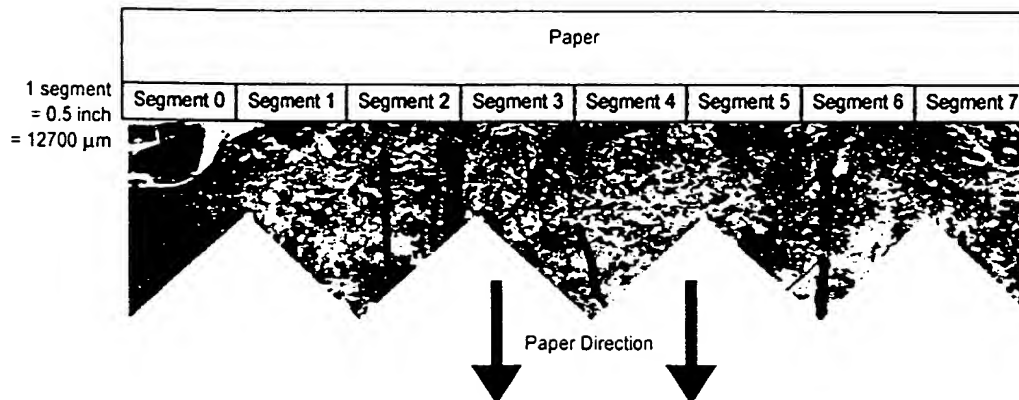 Paper
1 segment
= 0.5 inch
= 12700 µm
Segment 0 Segment 1 Segment 2 Segment 3 Segment 4 Segment 5 Segment 6 Segment 7
Paper Direction